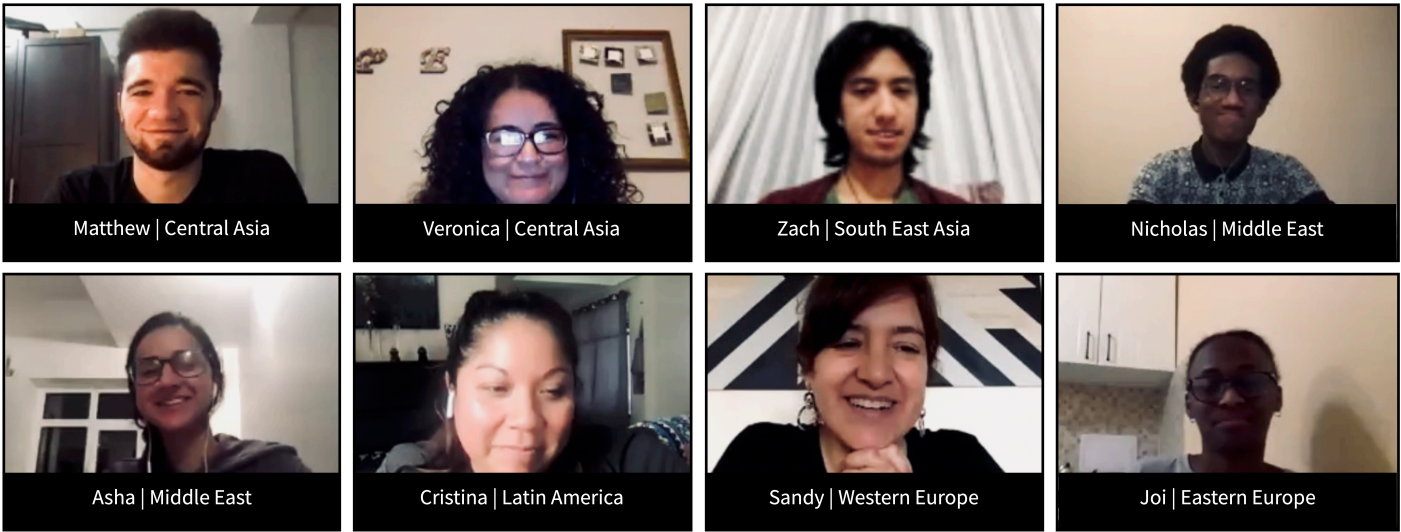 Matthew | Central Asia
Veronica | Central Asia
Zach | South East Asia
Nicholas | Middle East
Asha | Middle East
Cristina | Latin America
Sandy | Western Europe
Joi | Eastern Europe